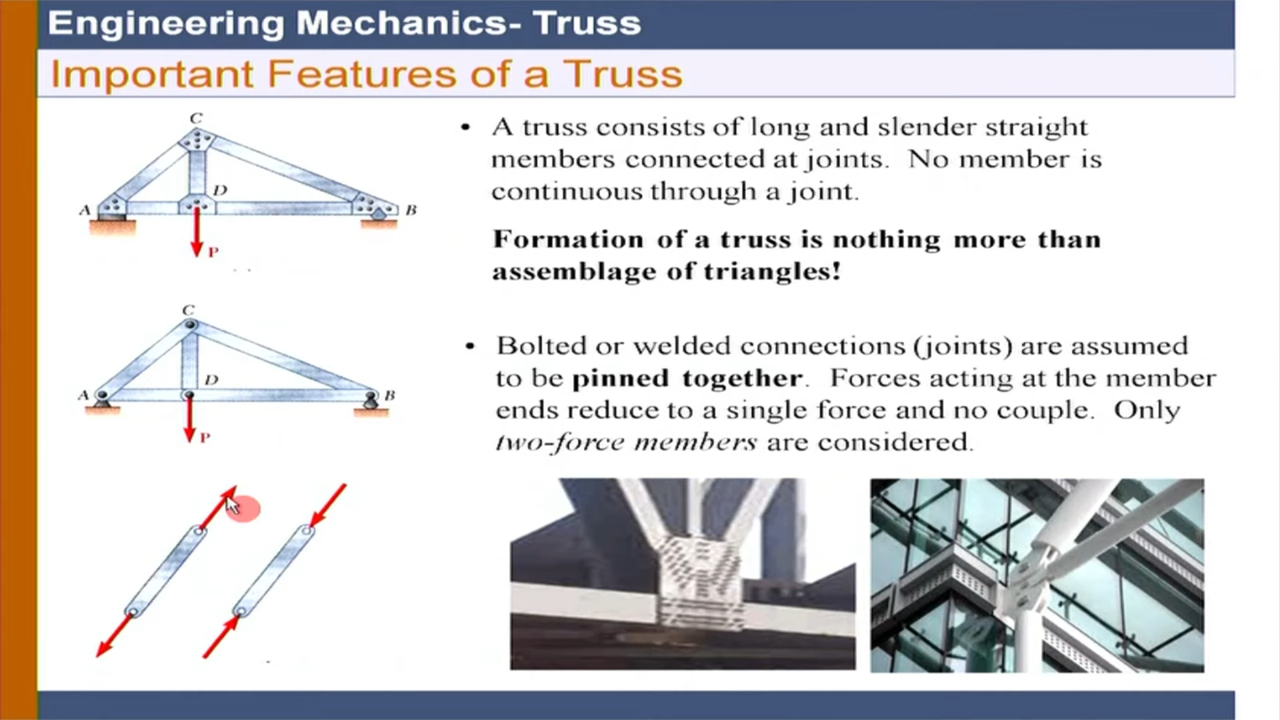 Engineering Mechanics- Truss
Important Features of a Truss
C
D
A
B
P
• A truss consists of long and slender straight
members connected at joints. No member is
continuous through a joint.
Formation of a truss is nothing more than
assemblage of triangles!
C
D
A
B
P
• Bolted or welded connections (joints) are assumed
to be pinned together. Forces acting at the member
ends reduce to a single force and no couple. Only
two-force members are considered.